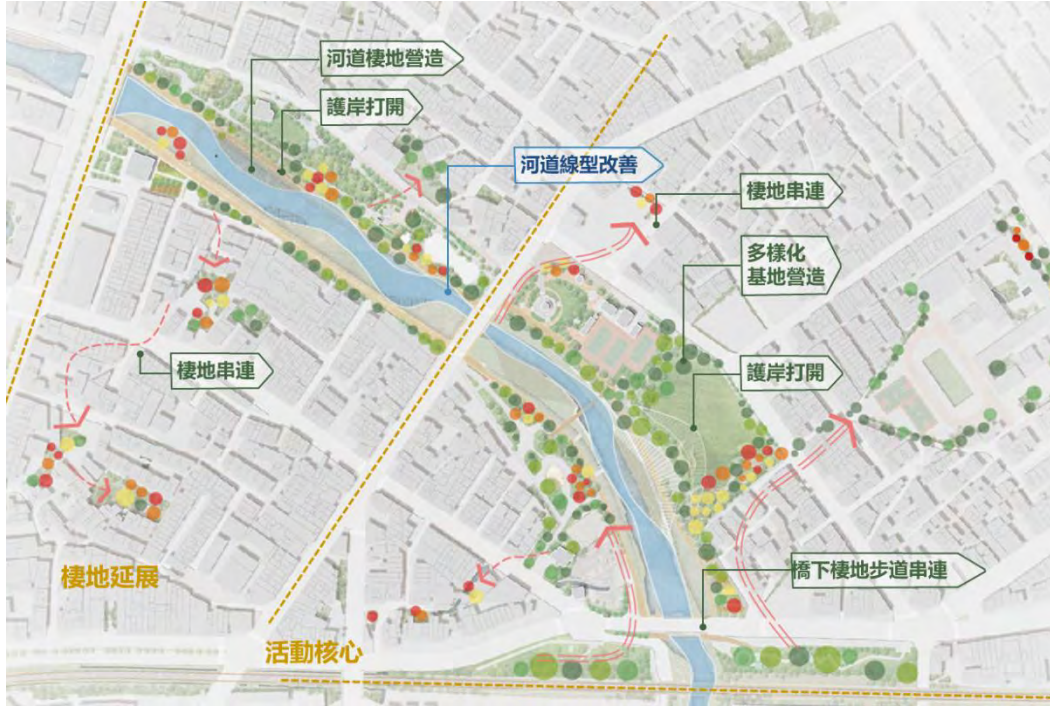 河道棲地營造
護岸打開
河道線型改善
棲地串連
多樣化
基地營造
棲地串連
護岸打開
橋下棲地步道串連
棲地延展
活動核心